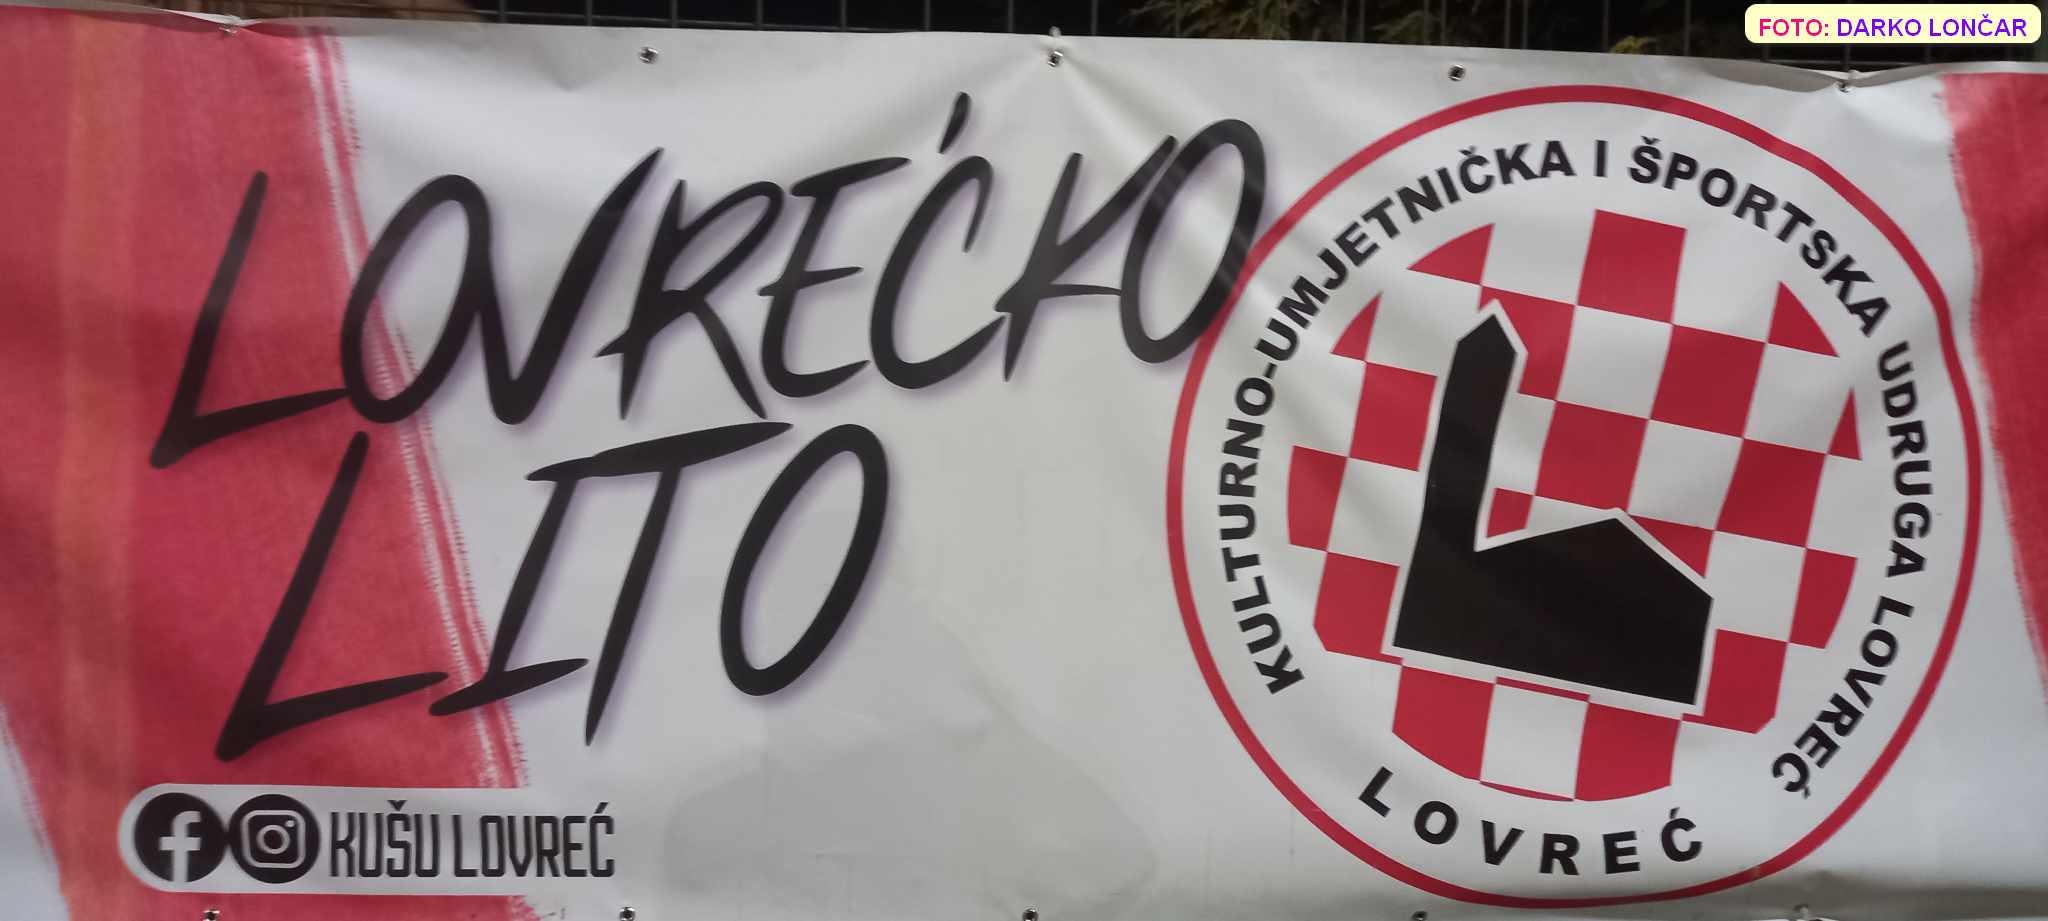 FOTO: DARKO LONČAR
LOVREĆKO
LITO
KULTURNO-UMJETNIČKA I ŠPORTSKA UDRUGA LOVREĆ
LOVREĆ
KUŠU LOVREĆ